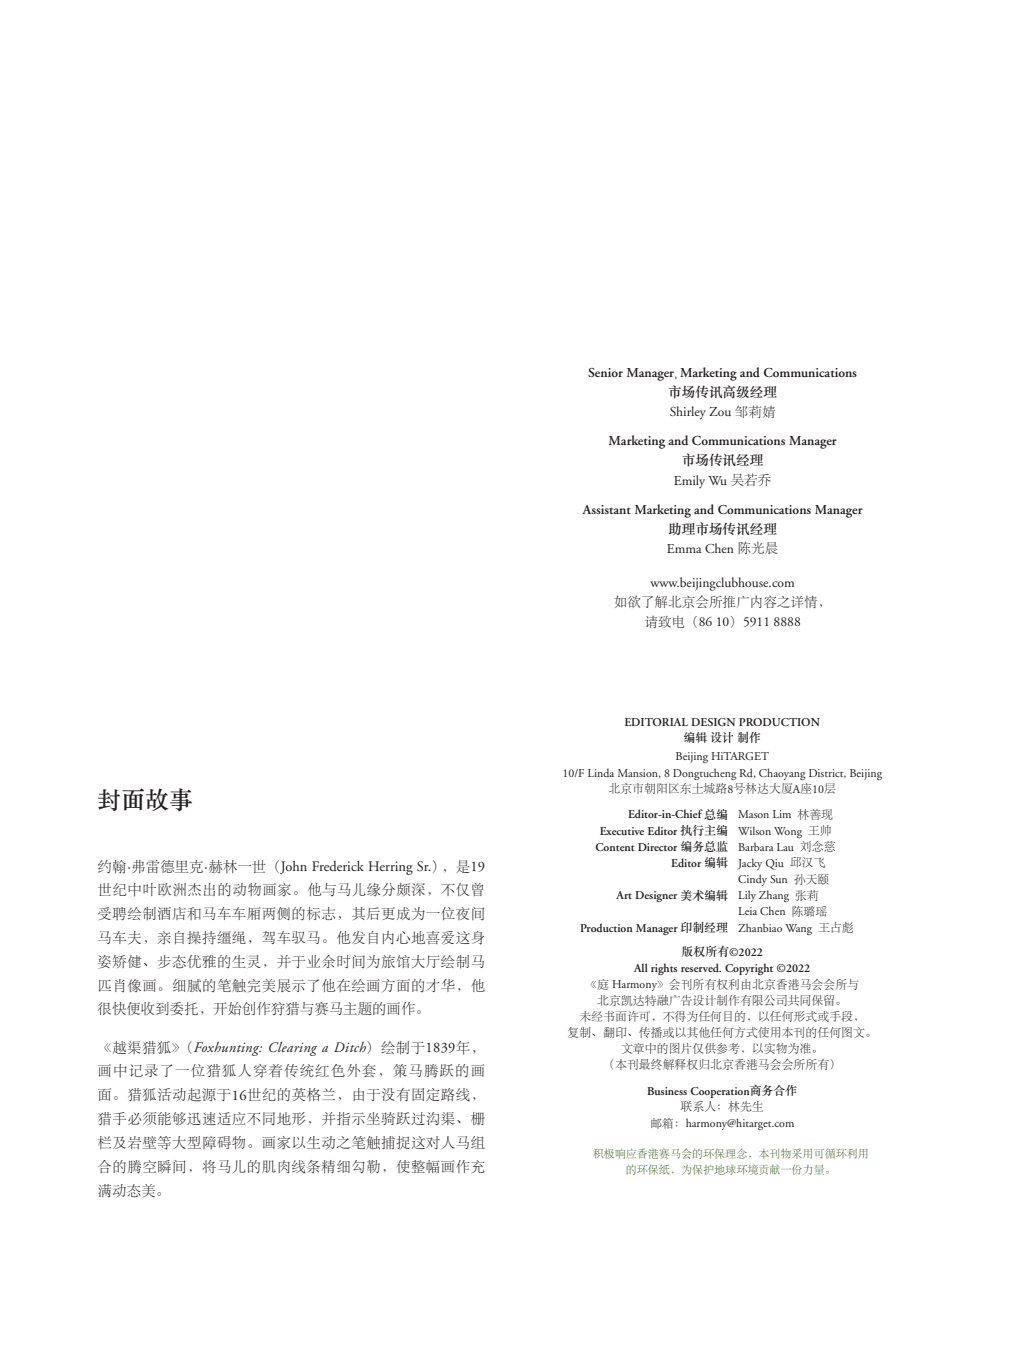 封面故事
约翰·弗雷德里克·赫林一世（John Frederick Herring Sr.），是19
世纪中叶欧洲杰出的动物画家。他与马儿缘分颇深，不仅曾
受聘绘制酒店和马车车厢两侧的标志，其后更成为一位夜间
马车夫，亲自操持缰绳，驾车驭马。他发自内心地喜爱这身
姿矫健、步态优雅的生灵，并于业余时间为旅馆大厅绘制马
匹肖像画。细腻的笔触完美展示了他在绘画方面的才华，他
很快便收到委托，开始创作狩猎与赛马主题的画作。
《越渠猎狐》（Foxhunting: Clearing a Ditch）绘制于1839年，
画中记录了一位猎狐人穿着传统红色外套，策马腾跃的画
面。猎狐活动起源于16世纪的英格兰，由于没有固定路线，
猎手必须能够迅速适应不同地形，并指示坐骑跃过沟渠、栅
栏及岩壁等大型障碍物。画家以生动之笔触捕捉这对人马组
合的腾空瞬间，将马儿的肌肉线条精细勾勒，使整幅画作充
满动态美。
Senior Manager, Marketing and Communications
市场传讯高级经理
Shirley Zou 邹莉婧
Marketing and Communications Manager
市场传讯经理
Emily Wu 吴若乔
Assistant Marketing and Communications Manager
助理市场传讯经理
Emma Chen 陈光晨
www.beijingclubhouse.com
如欲了解北京会所推广内容之详情，
请致电（86 10）5911 8888
EDITORIAL DESIGN PRODUCTION
编辑 设计 制作
Beijing HiTARGET
10/F Linda Mansion, 8 Dongtucheng Rd, Chaoyang District, Beijing
北京市朝阳区东土城路8号林达大厦A座10层
Editor-in-Chief 总编 Mason Lim 林善现
Executive Editor 执行主编 Wilson Wong 王帅
Content Director 编务总监 Barbara Lau 刘念慈
Editor 编辑 Jacky Qiu 邱汉飞
Cindy Sun 孙天颐
Art Designer 美术编辑 Lily Zhang 张莉
Leia Chen 陈璐瑶
Production Manager 印制经理 Zhanbiao Wang 王占彪
版权所有©2022
All rights reserved. Copyright ©2022
《庭 Harmony》会刊所有权利由北京香港马会会所与
北京凯达特融广告设计制作有限公司共同保留。
未经书面许可，不得为任何目的，以任何形式或手段，
复制、翻印、传播或以其他任何方式使用本刊的任何图文。
文章中的图片仅供参考，以实物为准。
（本刊最终解释权归北京香港马会会所所有）
Business Cooperation商务合作
联系人：林先生
邮箱：harmony@hitarget.com
积极响应香港赛马会的环保理念，本刊物采用可循环利用
的环保纸，为保护地球环境贡献一份力量。